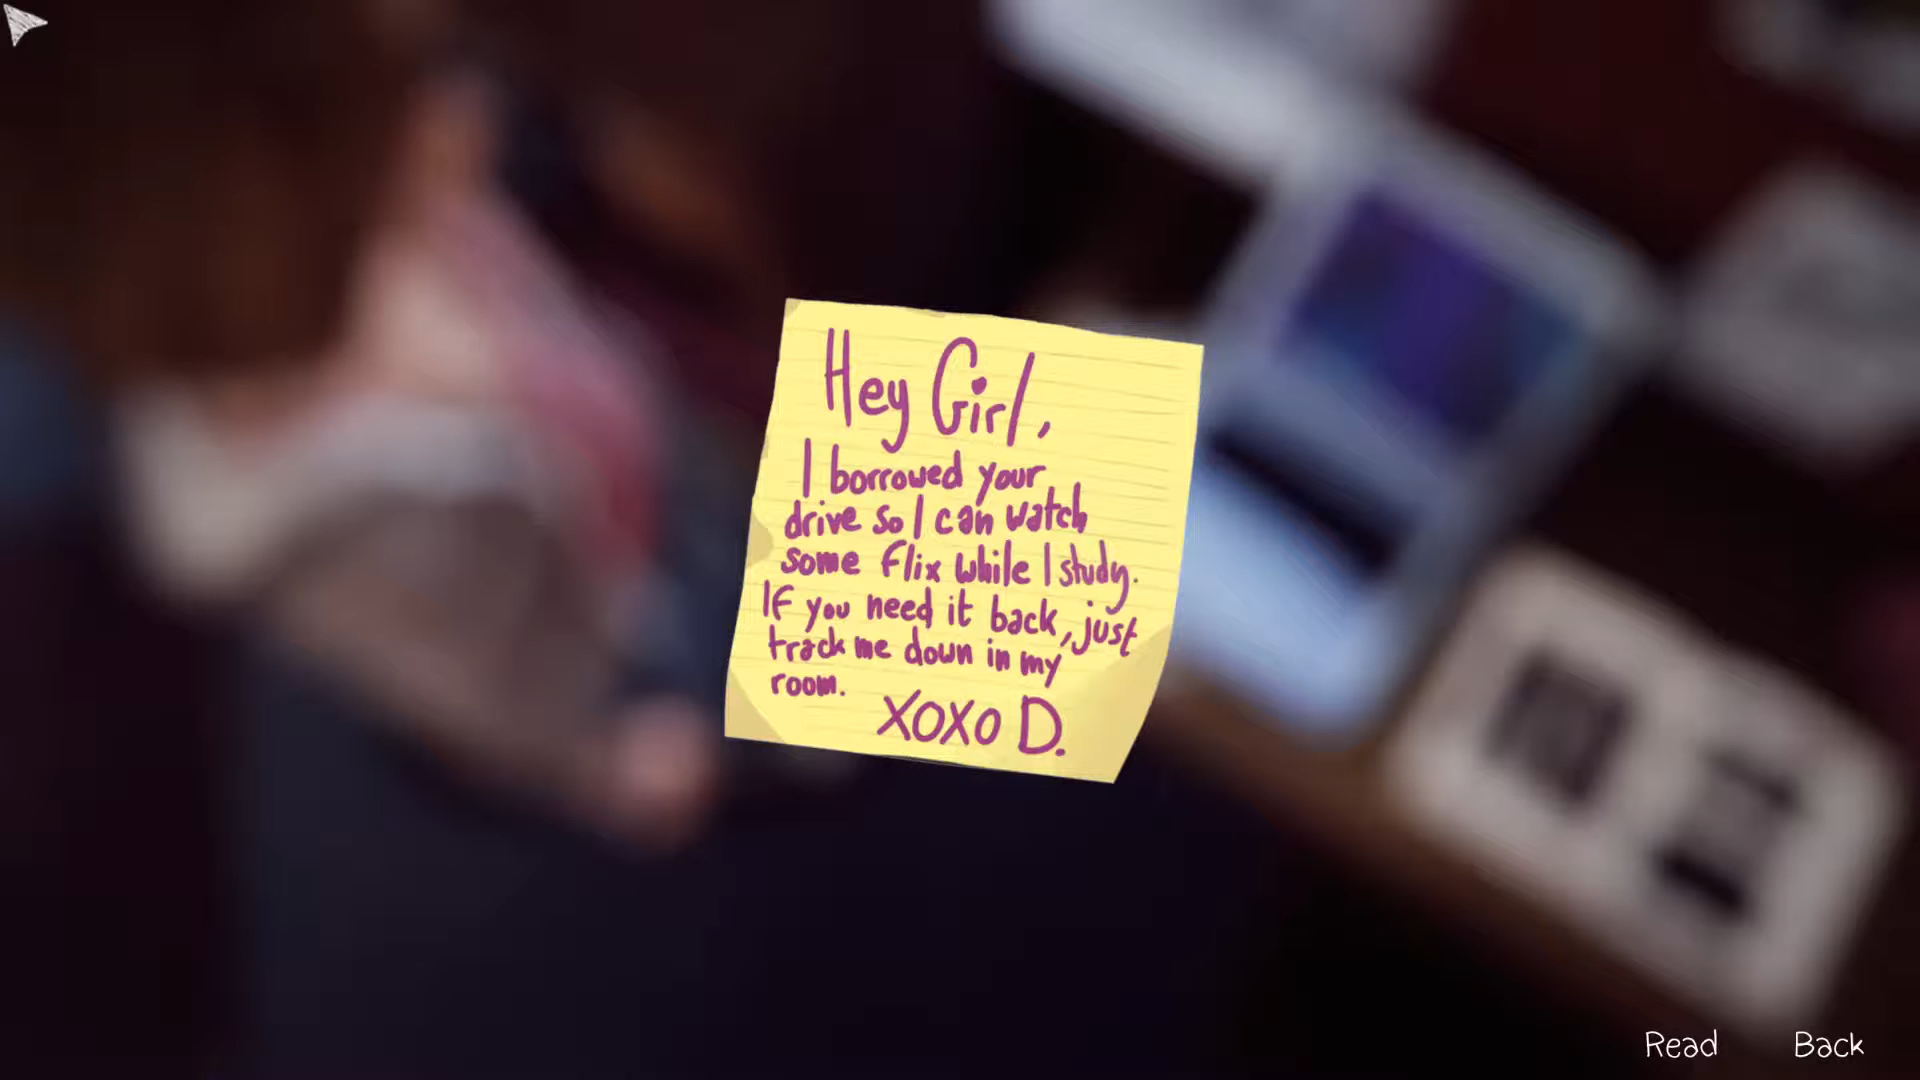 Hey Girl,
I borrowed your
drive so I can watch
some flix while I study.
If you need it back, just
track me down in my
room.
XOXO D.
Read
Back